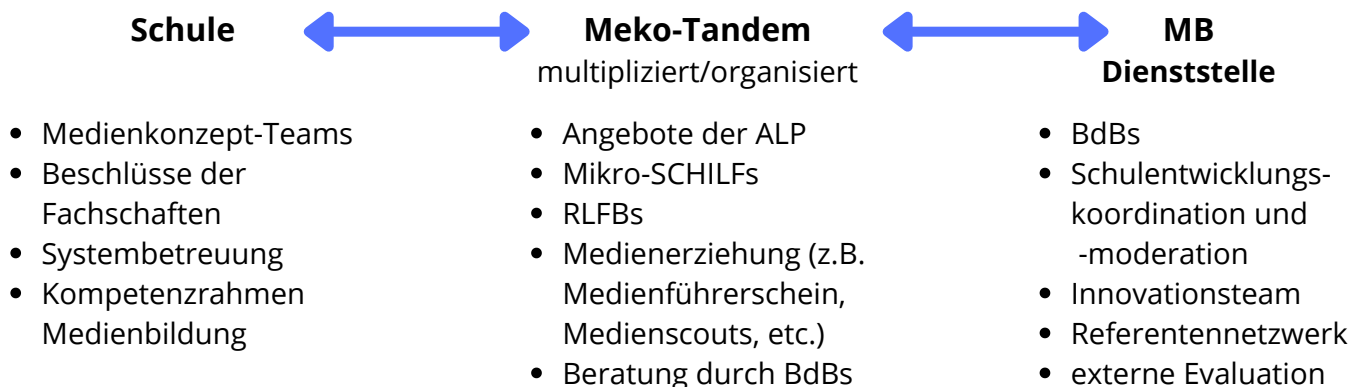 Schule
Medienkonzept-Teams
Beschlüsse der
Fachschaften
Systembetreuung
Kompetenzrahmen
Medienbildung
Meko-Tandem
multipliziert/organisiert
Angebote der ALP
Mikro-SCHILFs
RLFBs
Medienerziehung (z.B.
Medienführerschein,
Medienscouts, etc.)
Beratung durch BdBs
MB
Dienststelle
BdBs
Schulentwicklungs-
koordination und
-moderation
Innovationsteam
Referentennetzwerk
externe Evaluation